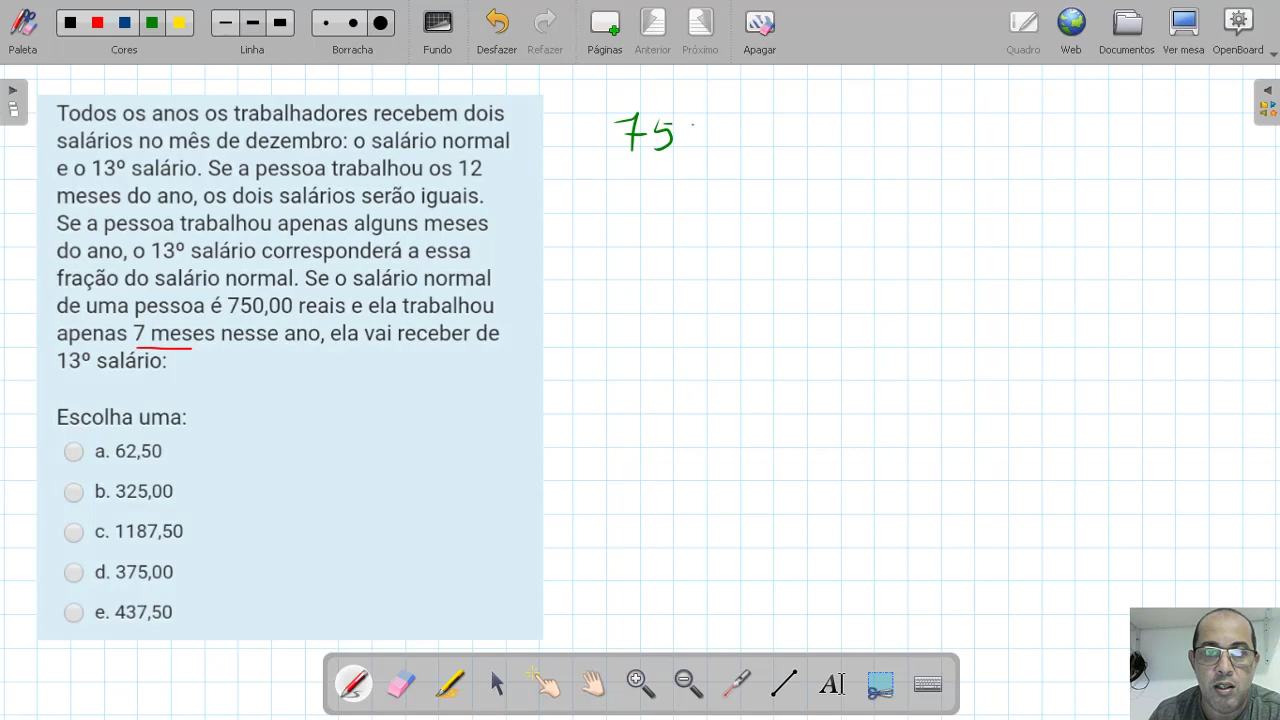 Paleta Cores Linha Borracha Fundo Desfazer Refazer Páginas Anterior Próximo Apagar Quadro Web Documentos Ver mesa OpenBoard
Todos os anos os trabalhadores recebem dois
salários no mês de dezembro: o salário normal
e o 13º salário. Se a pessoa trabalhou os 12
meses do ano, os dois salários serão iguais.
Se a pessoa trabalhou apenas alguns meses
do ano, o 13º salário corresponderá a essa
fração do salário normal. Se o salário normal
de uma pessoa é 750,00 reais e ela trabalhou
apenas 7 meses nesse ano, ela vai receber de
13º salário:
Escolha uma:
a. 62,50
b. 325,00
c. 1187,50
d. 375,00
e. 437,50
75